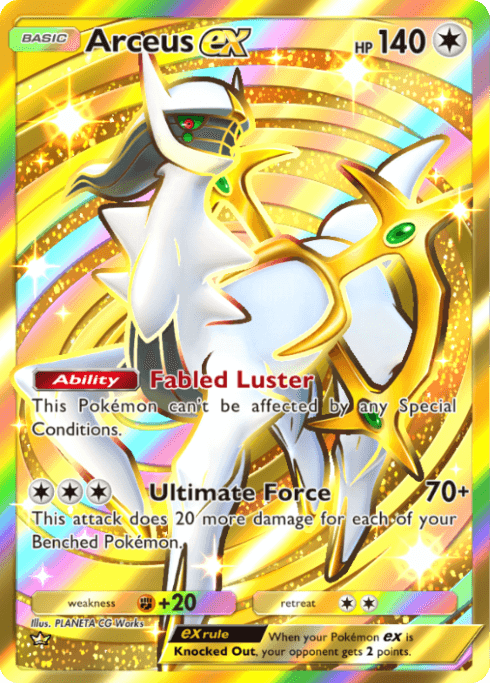 BASIC Arceus ex HP 140
Ability Fabled Luster
This Pokémon can't be affected by any Special
Conditions.
Ultimate Force 70+
This attack does 20 more damage for each of your
Benched Pokémon.
weakness +20 retreat
Illus. PLANETA CG Works
ex rule When your Pokémon ex is
Knocked Out, your opponent gets 2 points.